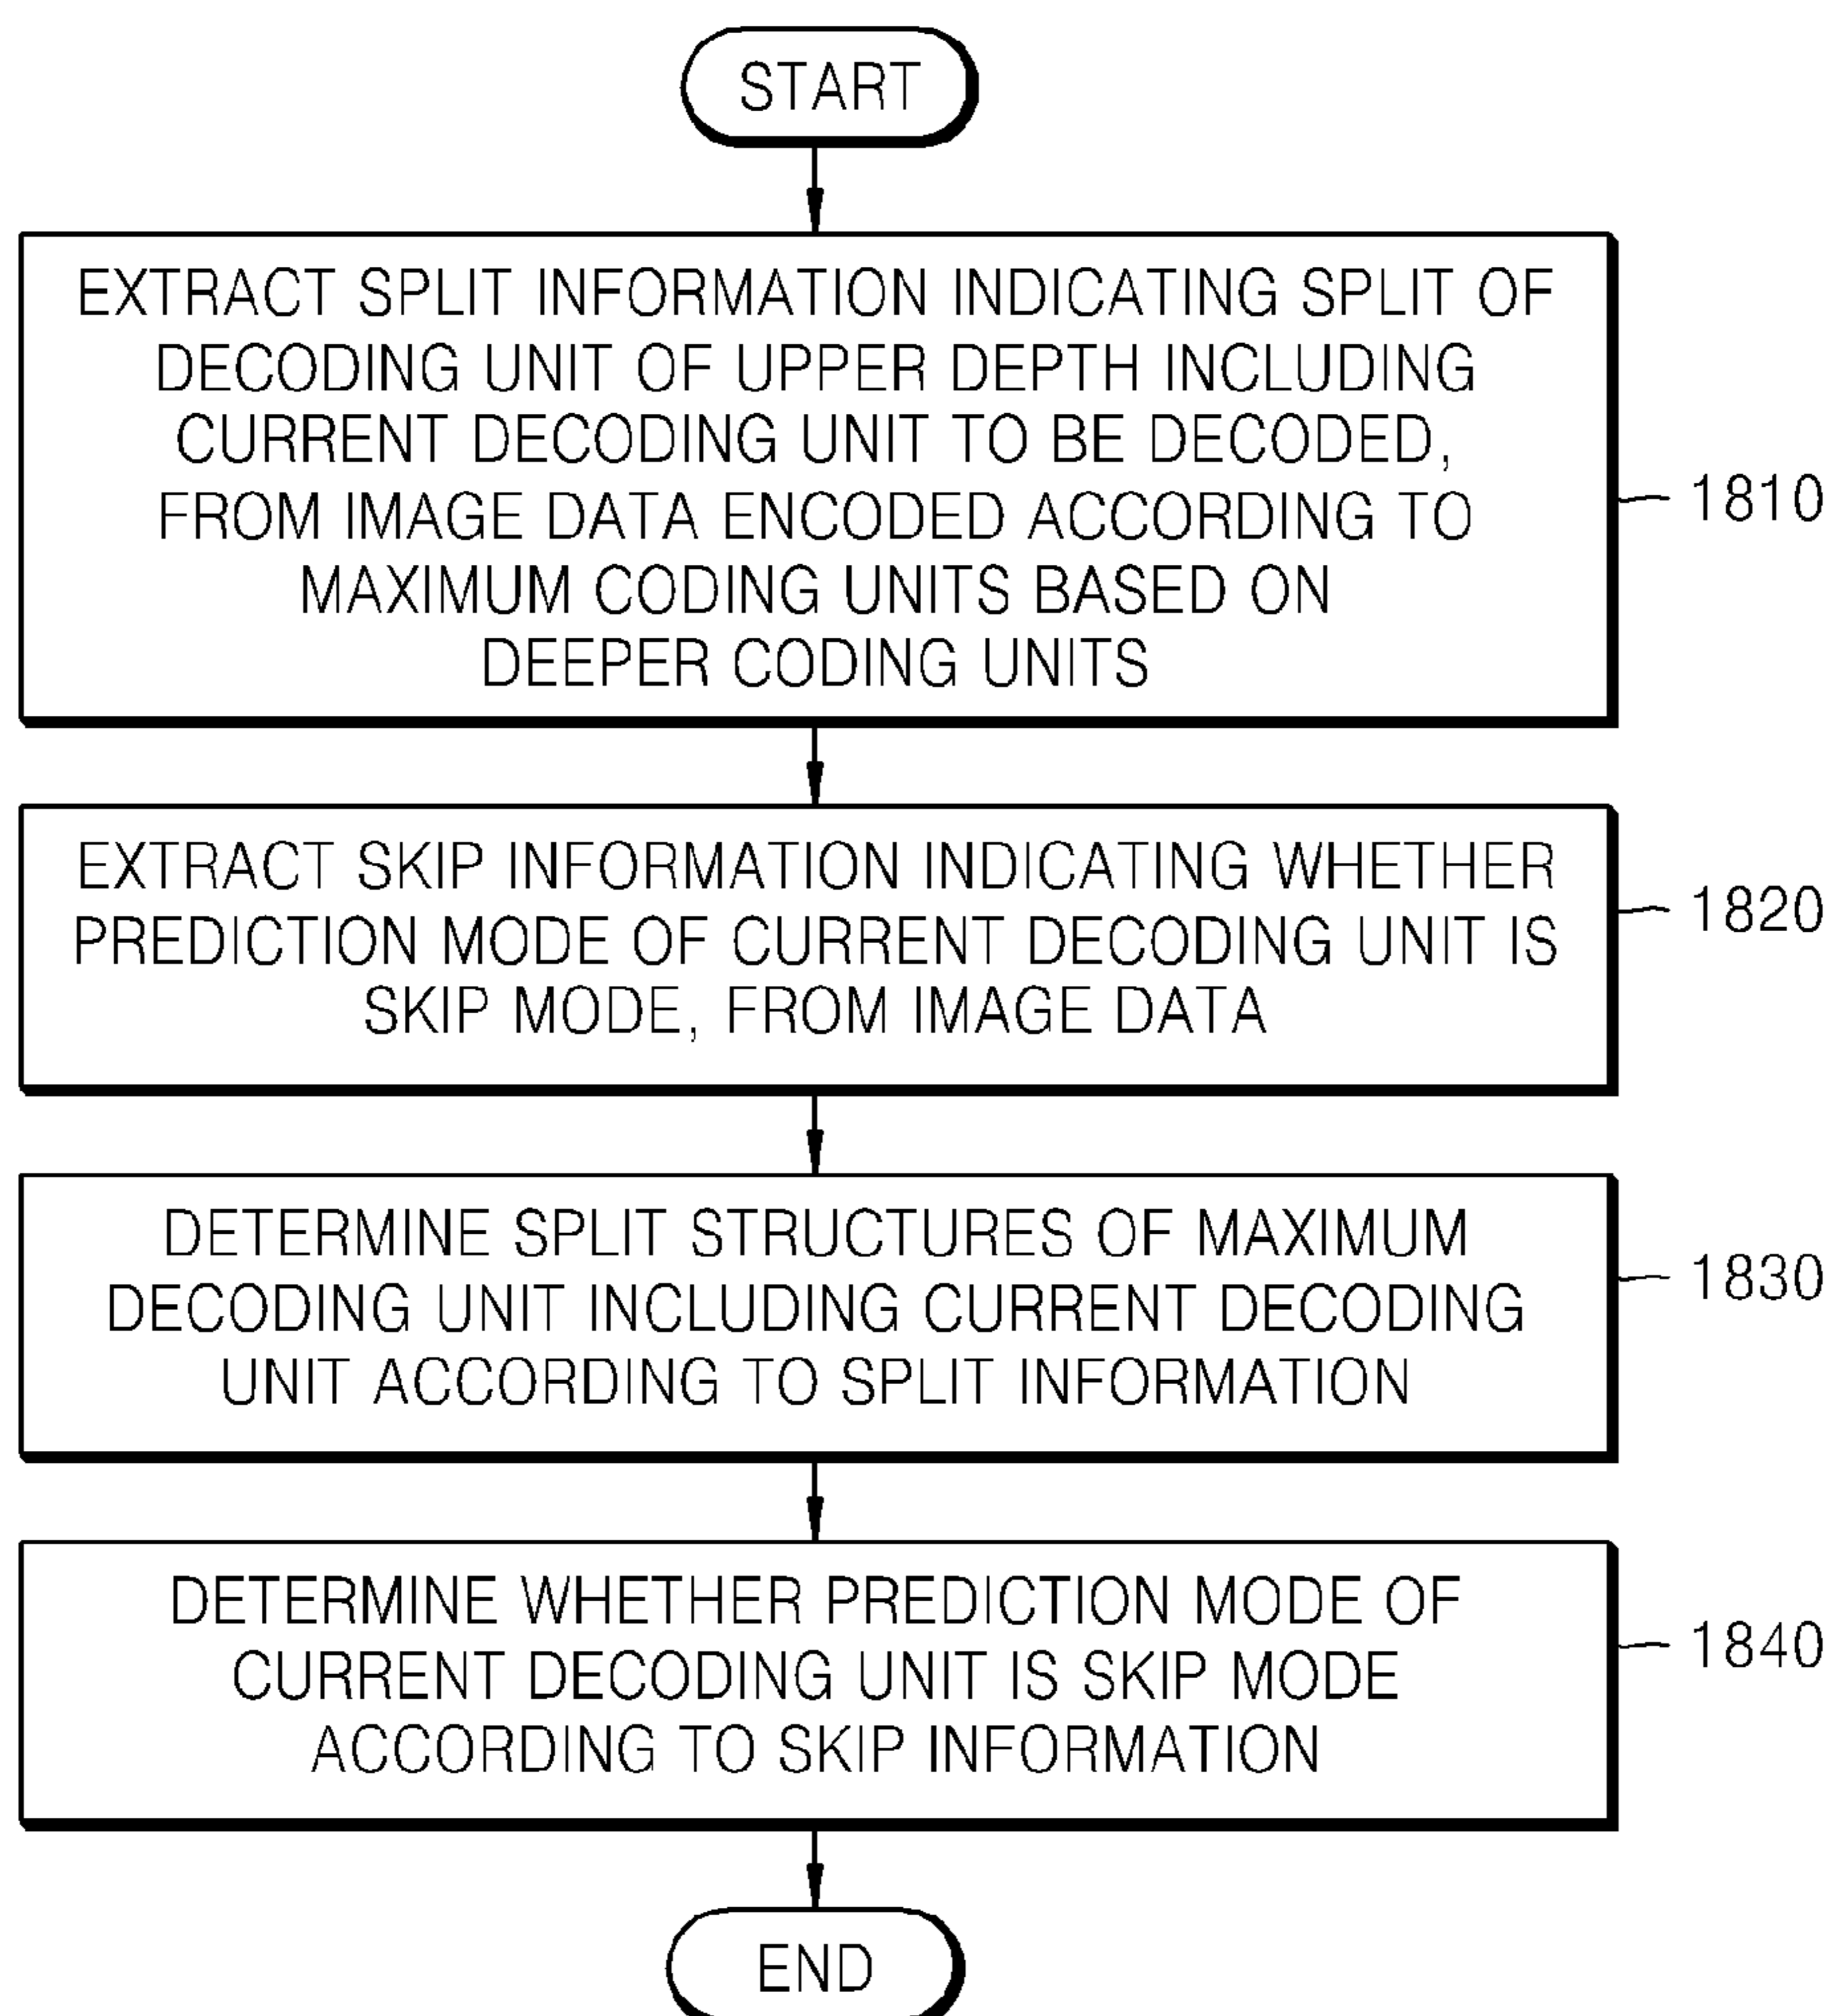 START
EXTRACT SPLIT INFORMATION INDICATING SPLIT OF
DECODING UNIT OF UPPER DEPTH INCLUDING
CURRENT DECODING UNIT TO BE DECODED,
FROM IMAGE DATA ENCODED ACCORDING TO
MAXIMUM CODING UNITS BASED ON
DEEPER CODING UNITS
1810
EXTRACT SKIP INFORMATION INDICATING WHETHER
PREDICTION MODE OF CURRENT DECODING UNIT IS
SKIP MODE, FROM IMAGE DATA
1820
DETERMINE SPLIT STRUCTURES OF MAXIMUM
DECODING UNIT INCLUDING CURRENT DECODING
UNIT ACCORDING TO SPLIT INFORMATION
1830
DETERMINE WHETHER PREDICTION MODE OF
CURRENT DECODING UNIT IS SKIP MODE
ACCORDING TO SKIP INFORMATION
1840
END